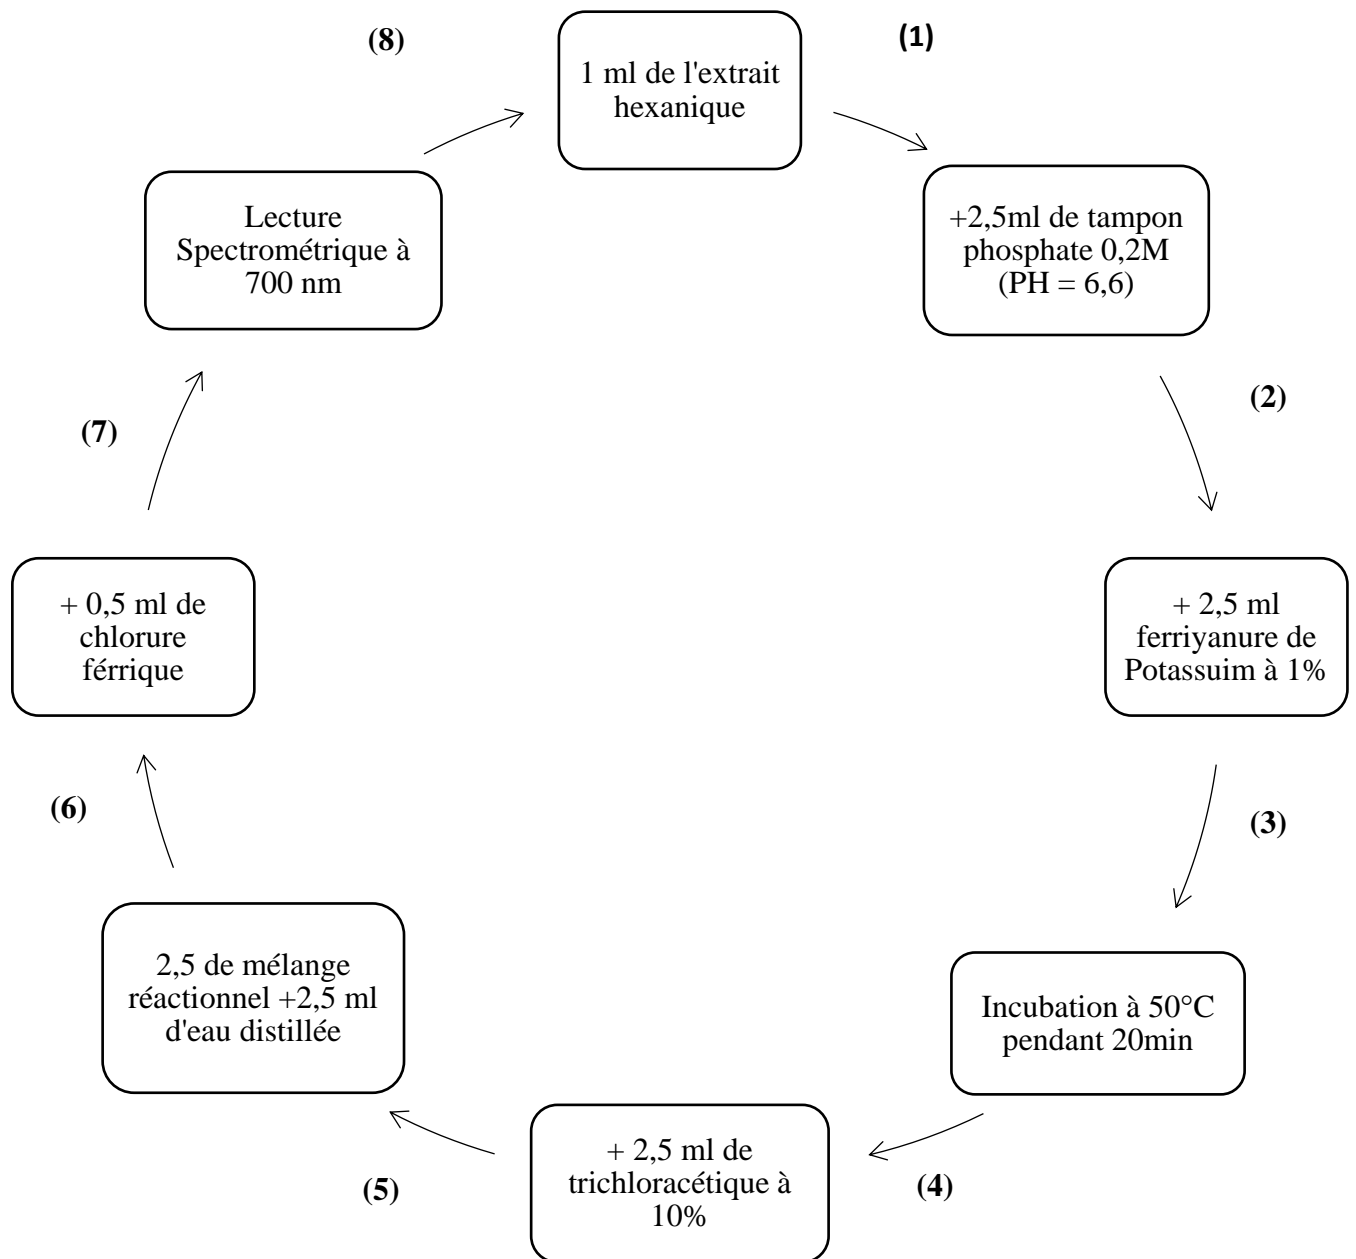 (8)
1 ml de l'extrait
hexanique
(1)
+2,5ml de tampon
phosphate 0,2M
(PH = 6,6)
(2)
+ 2,5 ml
ferriyanure de
Potassuim à 1%
(3)
Incubation à 50°C
pendant 20min
(4)
+ 2,5 ml de
trichloracétique à
10%
(5)
2,5 de mélange
réactionnel +2,5 ml
d'eau distillée
(6)
+ 0,5 ml de
chlorure
férrique
(7)
Lecture
Spectrométrique à
700 nm